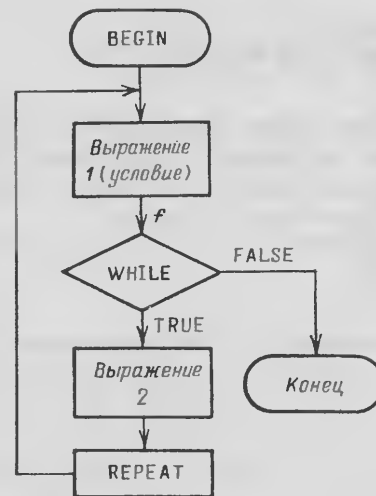 BEGIN
Выражение
1 (условие)
f
WHILE
FALSE
TRUE
Выражение
2
Конец
REPEAT